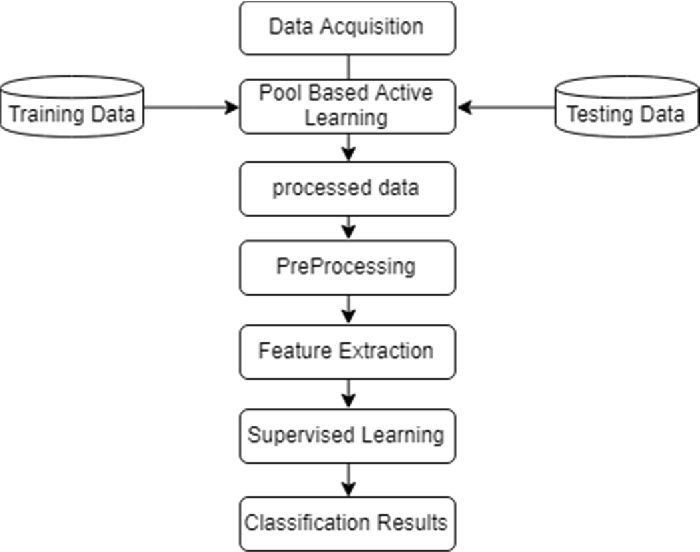 Data Acquisition
Pool Based Active
Learning
Training Data
Testing Data
processed data
PreProcessing
Feature Extraction
Supervised Learning
Classification Results